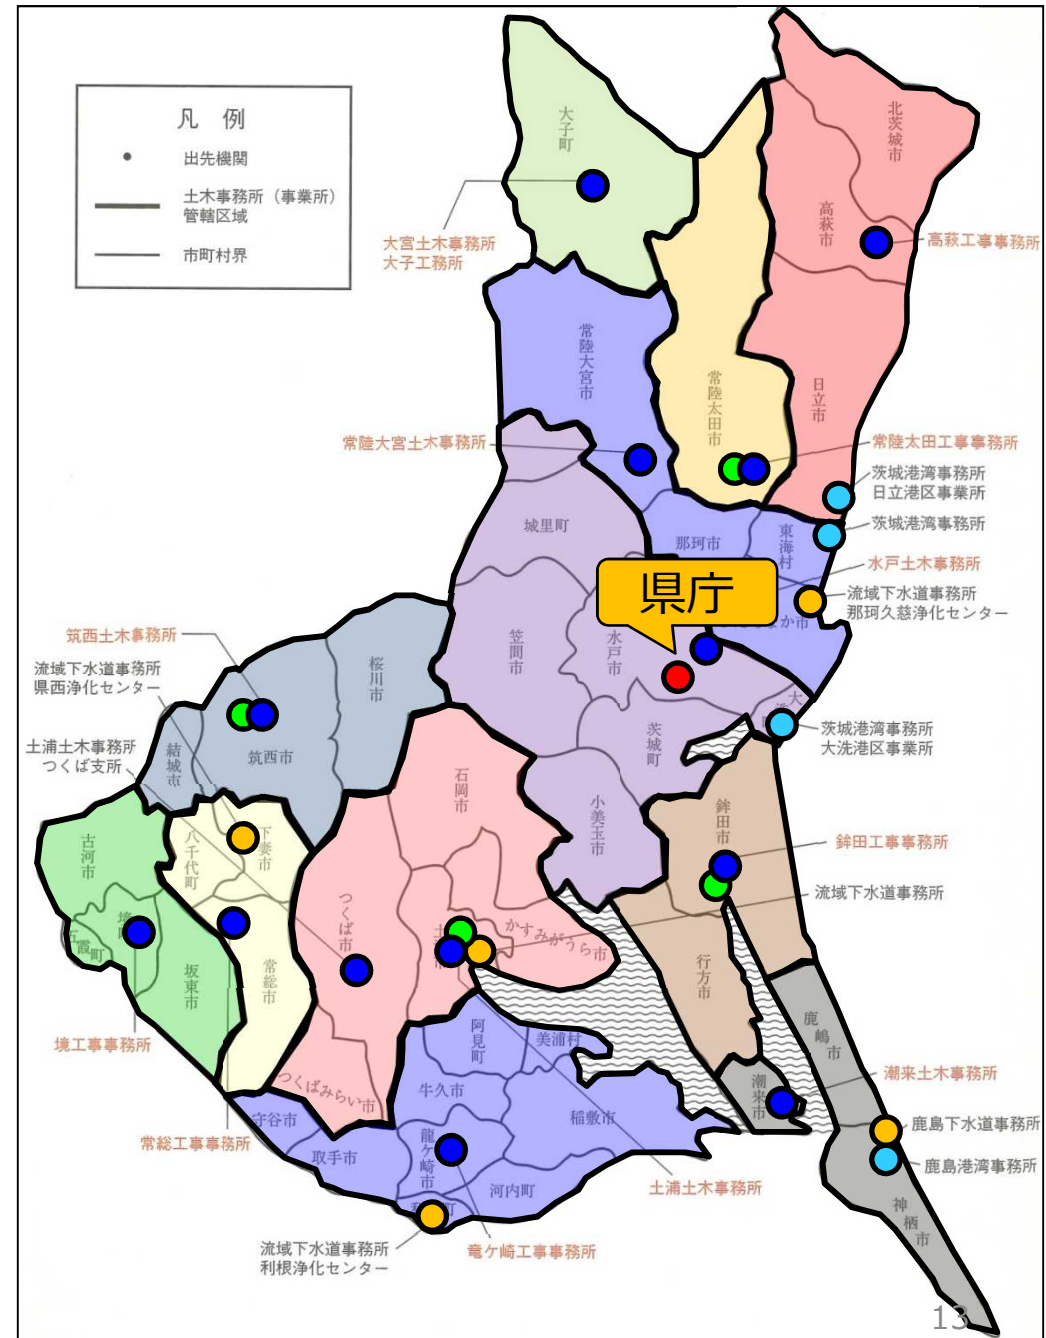 凡 例
出先機関
土木事務所(事業所)
管轄区域
市町村界
大子町
北茨城市
高萩市
大宮土木事務所
大子工務所
高萩工事事務所
常陸大宮市
常陸太田市
日立市
常陸大宮土木事務所
常陸太田工事事務所
茨城港湾事務所
日立港区事業所
茨城港湾事務所
城里町
那珂市
東海村
水戸土木事務所
県庁
流域下水道事務所
那珂久慈浄化センター
か市
笠間市
水戸市
筑西土木事務所
流域下水道事務所
県西浄化センター
桜川市
大
茨城港湾事務所
大洗港区事業所
茨城町
土浦土木事務所
つくば支所
結城市
筑西市
石岡市
小美玉市
鉾田市
古河市
八千代町
下妻市
鉾田工事事務所
流域下水道事務所
つくば市
かすみがうら市
土
境
五霞町
坂東市
常総市
行方市
鹿嶋市
境工事事務所
阿見町
美浦村
潮来市
潮来土木事務所
つくばみらい市
牛久市
稲敷市
守谷市
鹿島下水道事務所
常総工事事務所
取手市
龍ケ崎市
鹿島港湾事務所
河内町
土浦土木事務所
町
神栖市
流域下水道事務所
利根浄化センター
竜ケ崎工事事務所
13